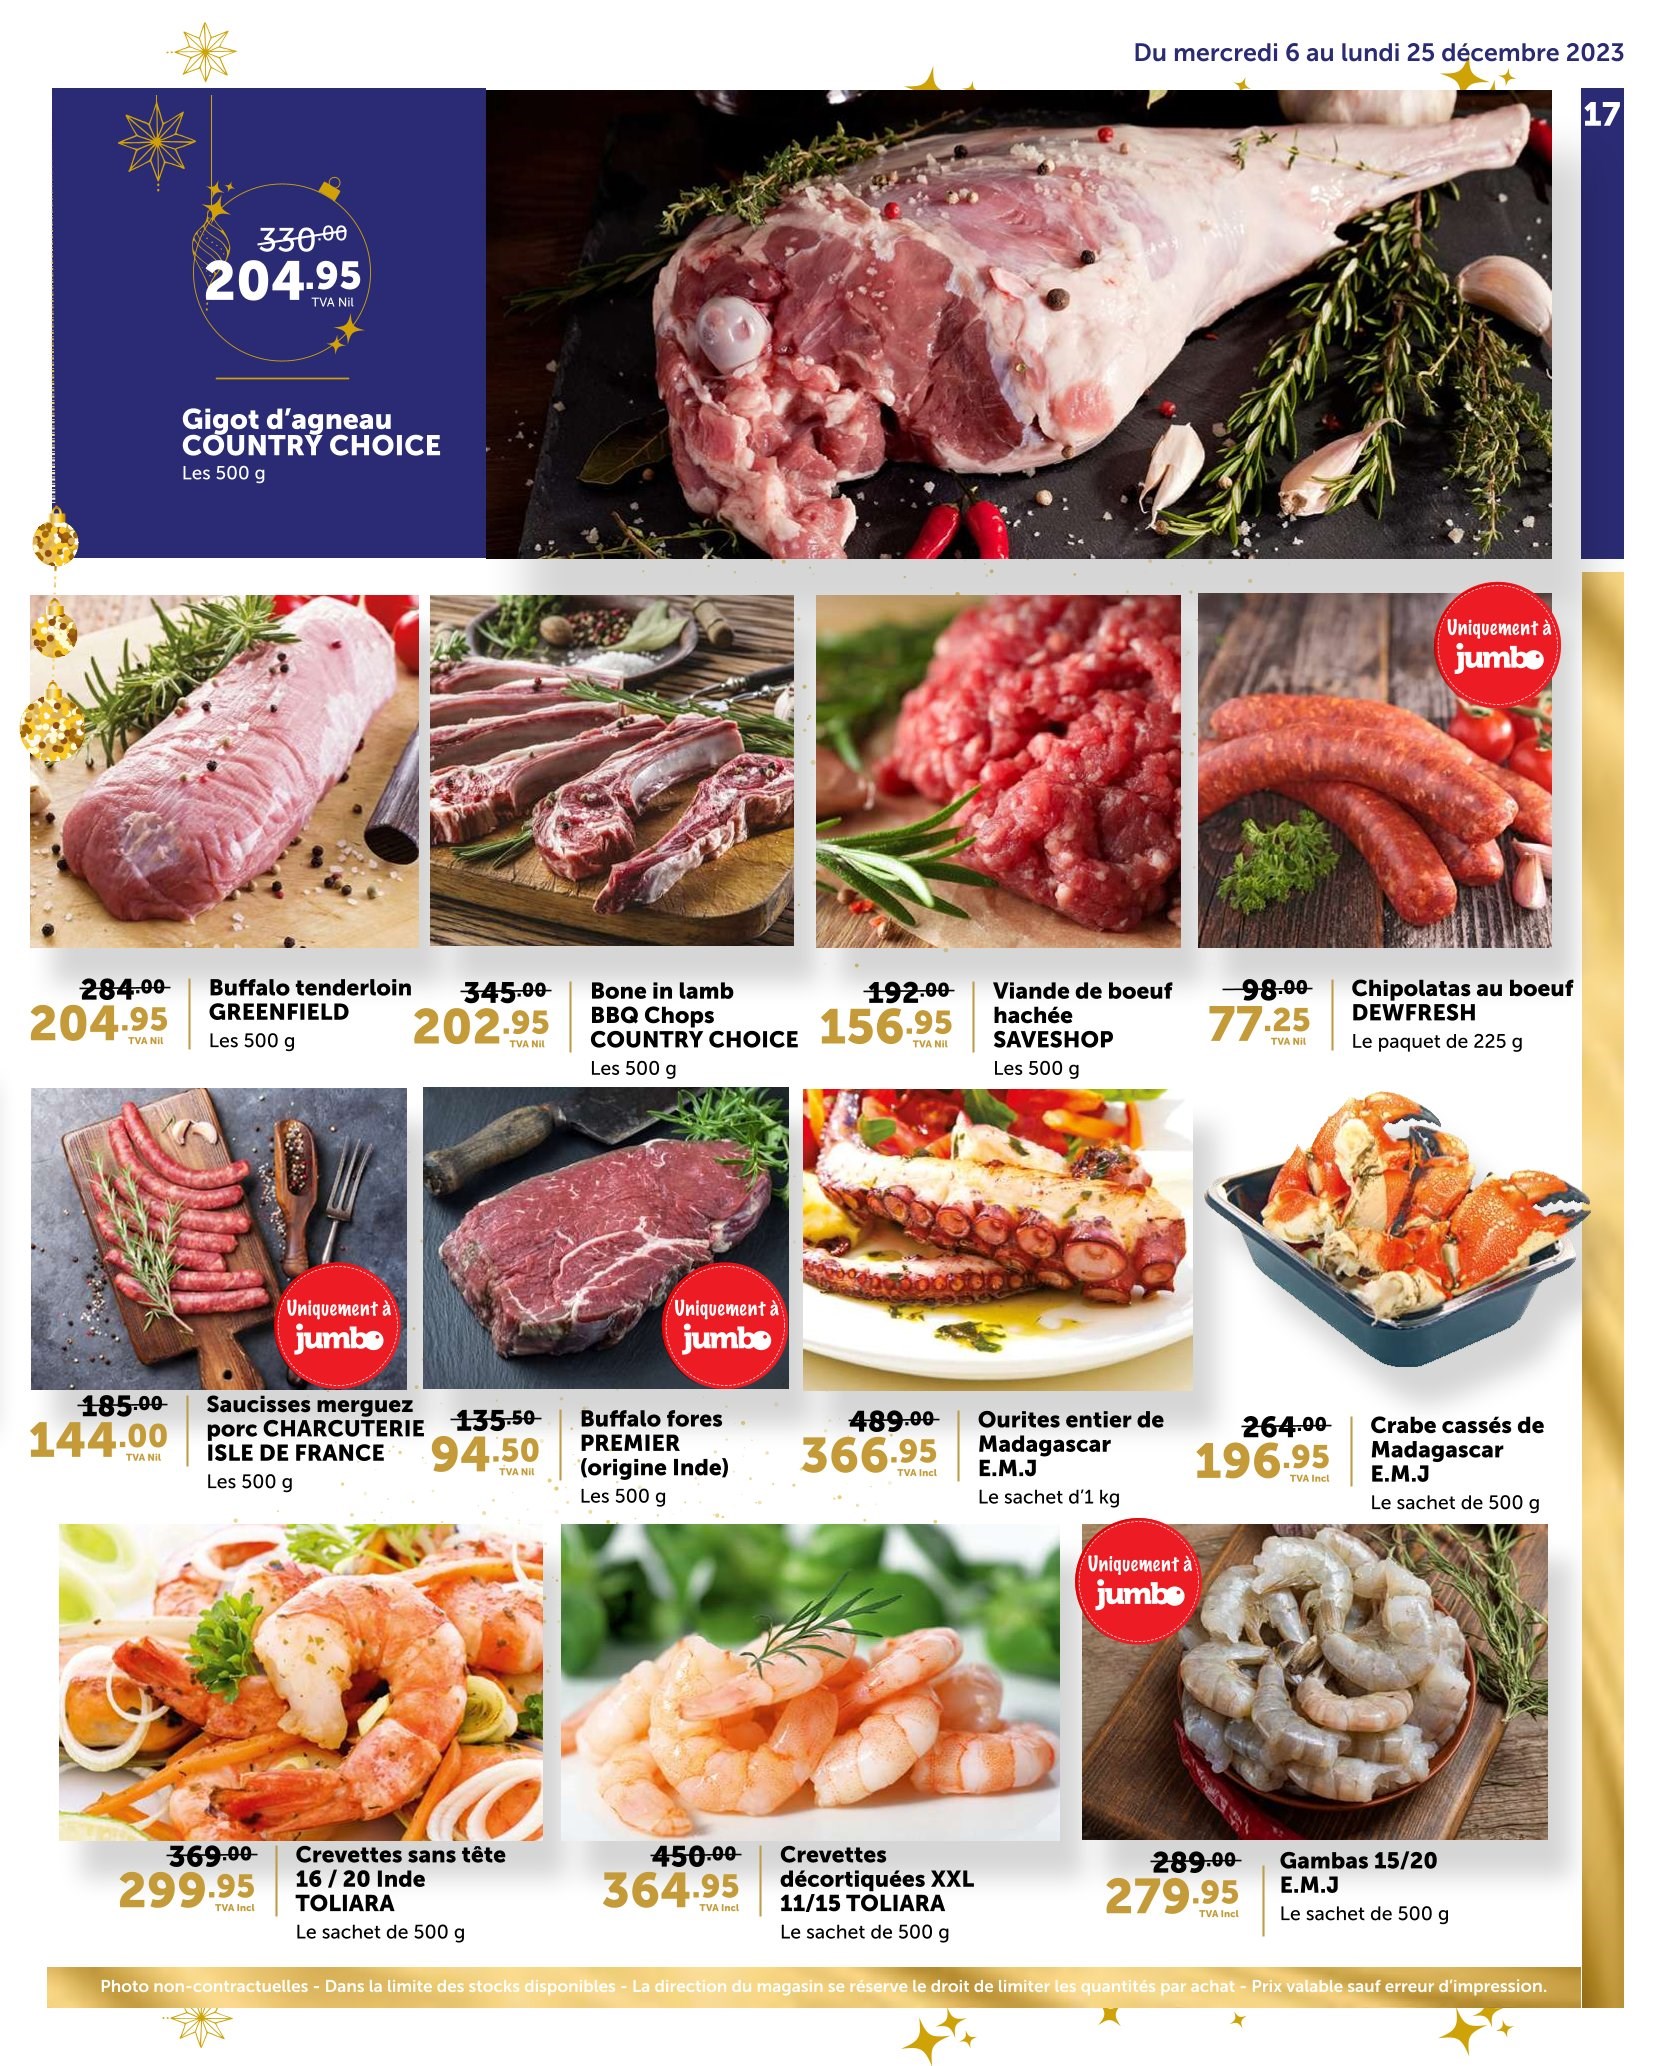 Du mercredi 6 au lundi 25 décembre 2023
17
330.00
204.95
TVA Nil
Gigot d’agneau
COUNTRY CHOICE
Les 500 g
Uniquement à
jumbo
284.00
204.95
TVA Nil
Buffalo tenderloin
GREENFIELD
Les 500 g
345.00
202.95
TVA Nil
Bone in lamb
BBQ Chops
COUNTRY CHOICE
Les 500 g
192.00
156.95
TVA Nil
Viande de boeuf
hachée
SAVESHOP
Les 500 g
98.00
77.25
TVA Nil
Chipolatas au boeuf
DEWFRESH
Le paquet de 225 g
Uniquement à
jumbo
Uniquement à
jumbo
185.00
144.00
TVA Nil
Saucisses merguez
porc CHARCUTERIE
ISLE DE FRANCE
Les 500 g
135.50
94.50
TVA Nil
Buffalo fores
PREMIER
(origine Inde)
Les 500 g
489.00
366.95
TVA Incl
Ourites entier de
Madagascar
E.M.J
Le sachet d’1 kg
264.00
196.95
TVA Incl
Crabe cassés de
Madagascar
E.M.J
Le sachet de 500 g
Uniquement à
jumbo
369.00
299.95
TVA Incl
Crevettes sans tête
16 / 20 Inde
TOLIARA
Le sachet de 500 g
450.00
364.95
TVA Incl
Crevettes
décortiquées XXL
11/15 TOLIARA
Le sachet de 500 g
289.00
279.95
TVA Incl
Gambas 15/20
E.M.J
Le sachet de 500 g
Photo non-contractuelles - Dans la limite des stocks disponibles - La direction du magasin se réserve le droit de limiter les quantités par achat - Prix valable sauf erreur d’impression.